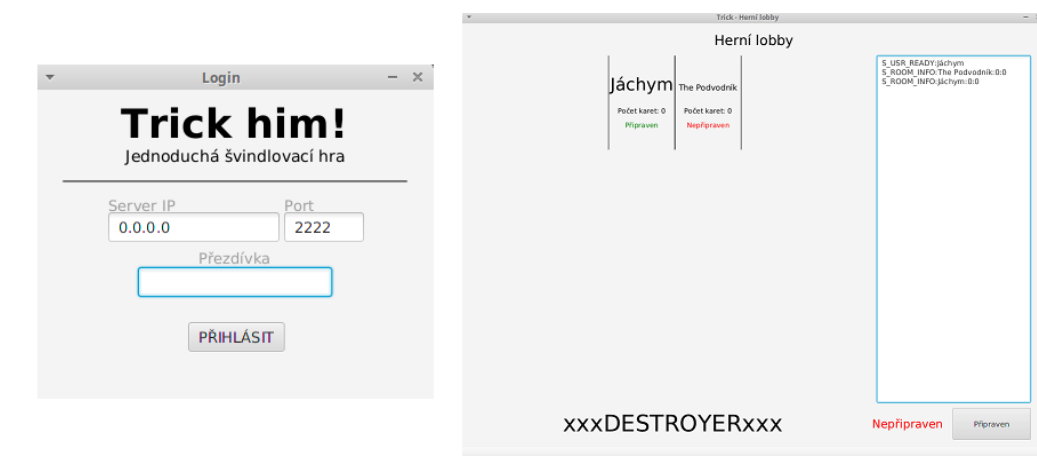 Login
Trick him!
Jednoduchá švindlovací hra
Server IP
Port
0.0.0.0
2222
Přezdívka
PŘIHLÁSIT
Trick - Herní lobby
Herní lobby
Jáchym
The Podvodník
Počet karet: 0
Počet karet: 0
Připraven
Nepřipraven
S_USR_READY:Jáchym
S_ROOM_INFO:The Podvodník:0:0
S_ROOM_INFO:Jáchym:0:0
xxxDESTROYERxxx
Nepřipraven
Připraven